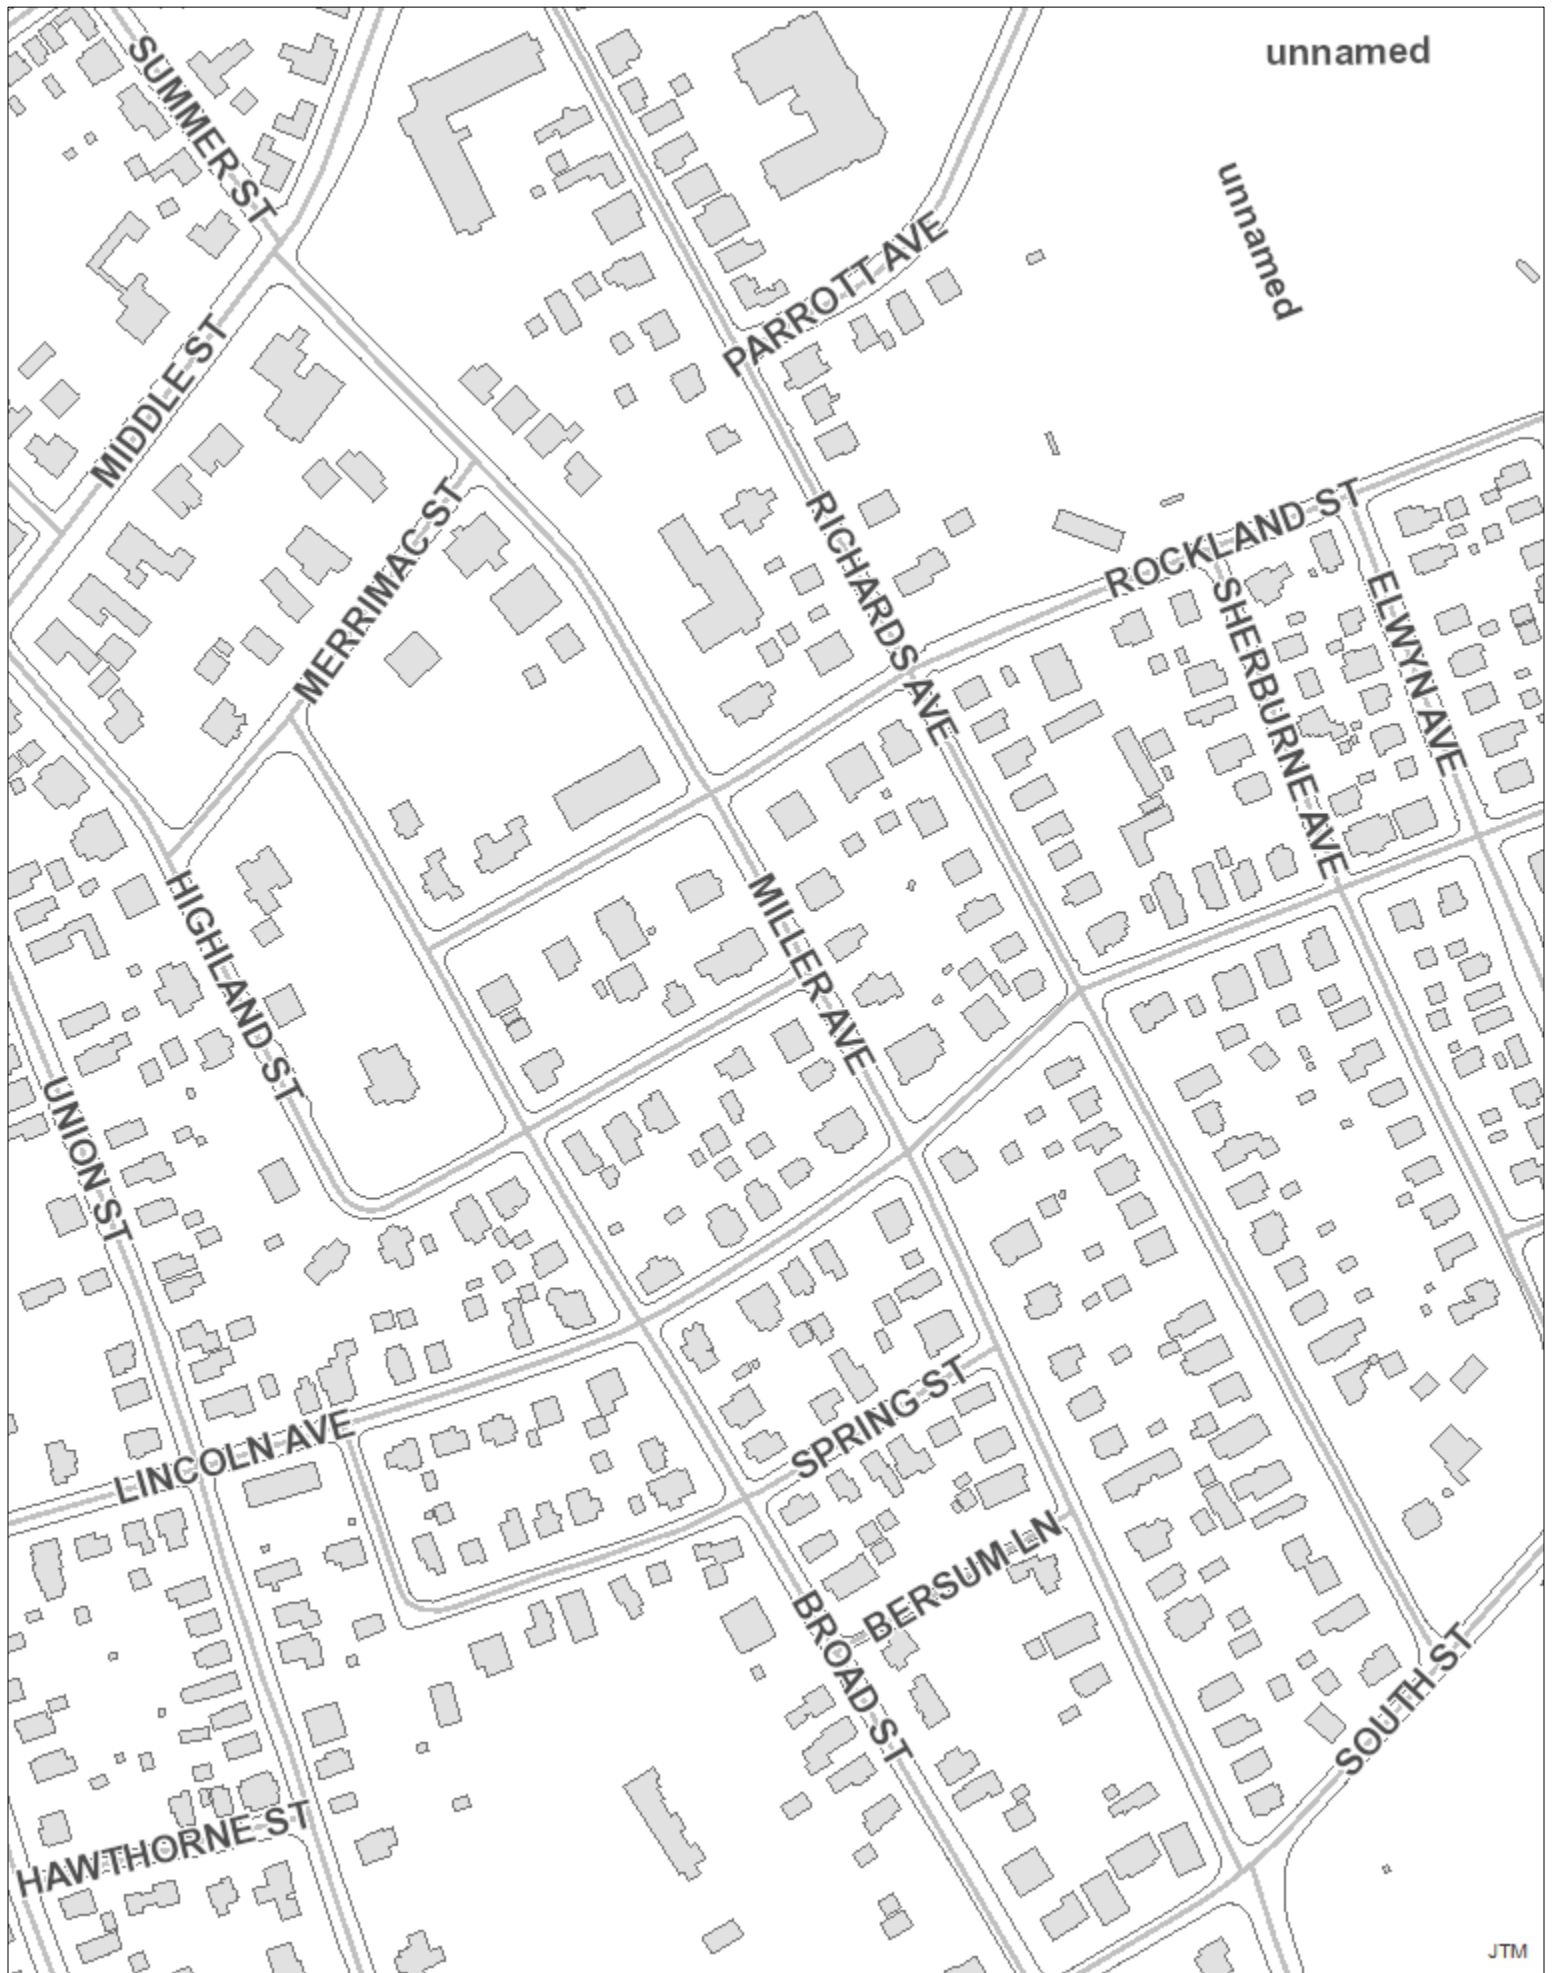 SUMMER ST
unnamed
unnamed
PARROTT AVE
MIDDLE ST
MERRIMAC ST
RICHARDS AVE
ROCKLAND ST
SHERBURNE AVE
ELWYN AVE
HIGHLAND ST
MILLER AVE
UNION ST
LINCOLN AVE
SPRING ST
BERSUM LN
BROAD ST
SOUTH ST
HAWTHORNE ST
JTM